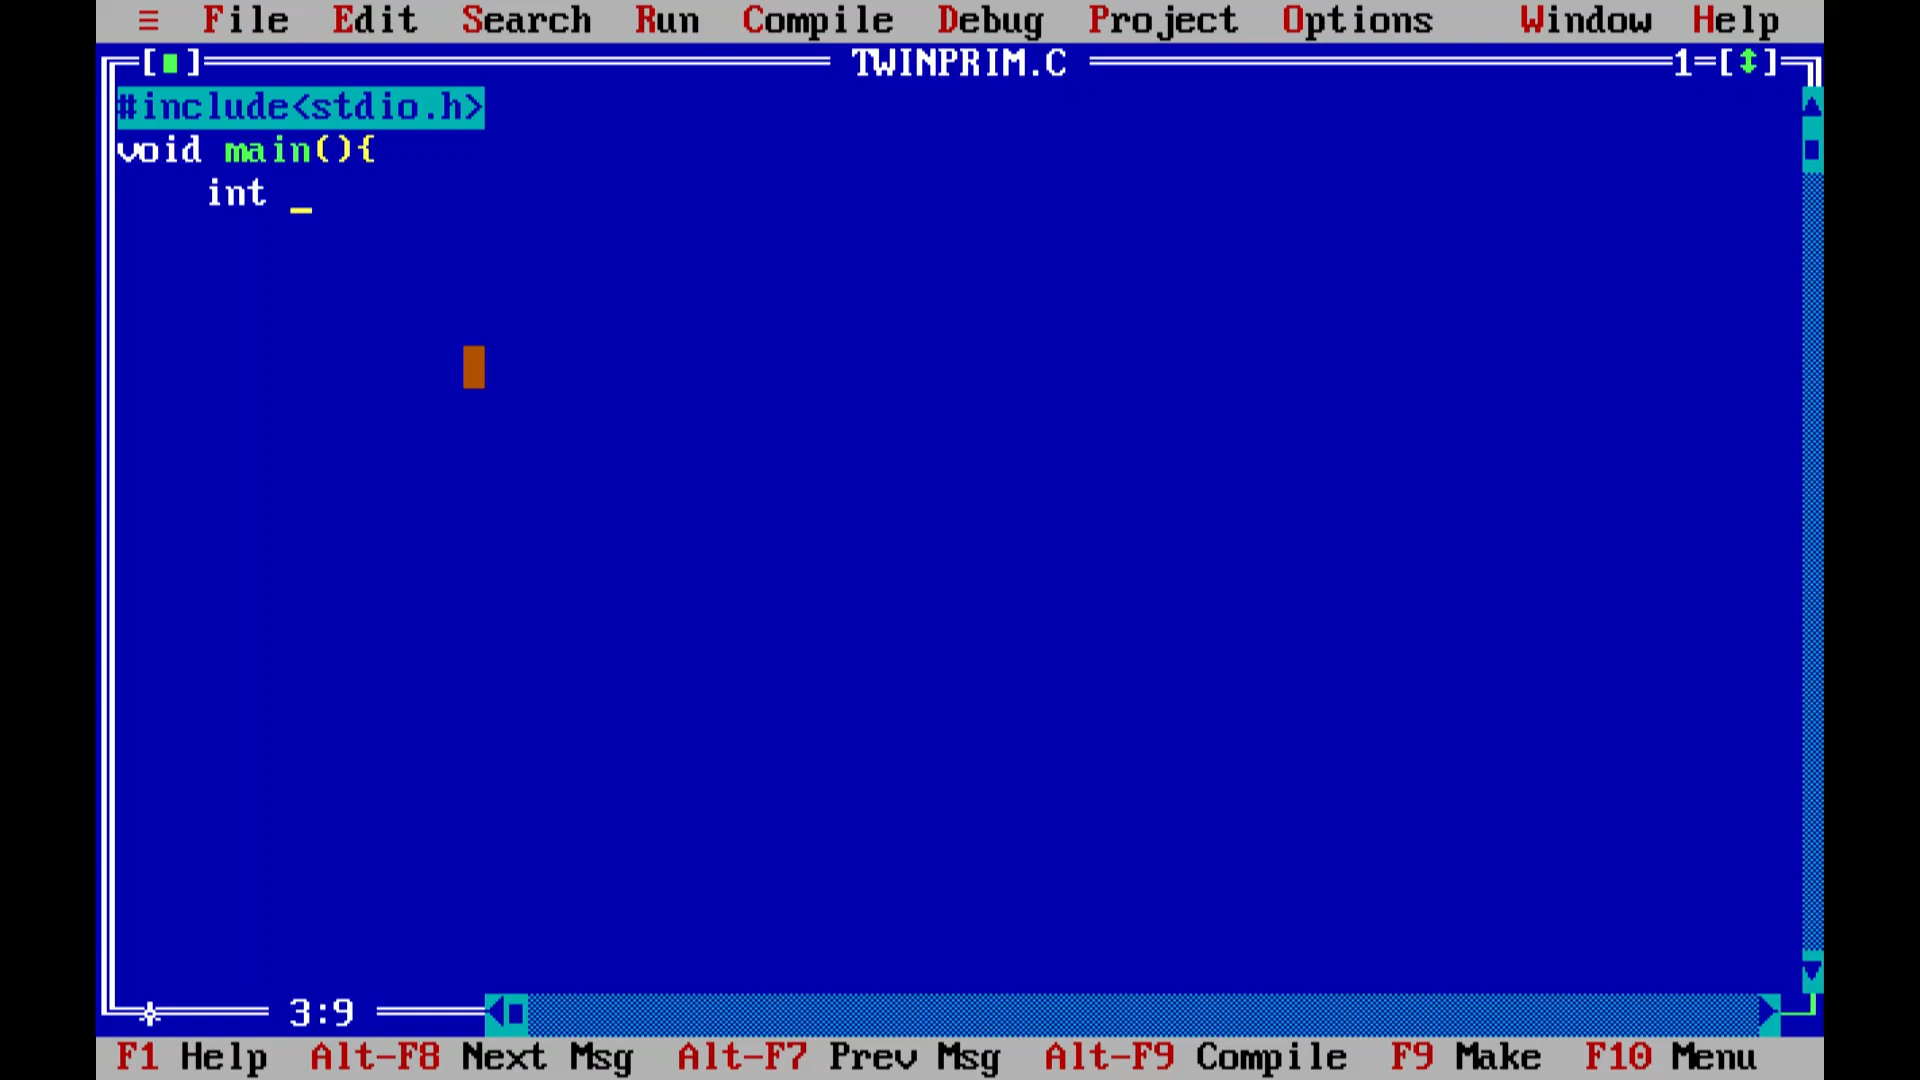 ≡ File Edit Search Run Compile Debug Project Options Window Help
[■] TWINPRIM.C 1=[↕]
#include<stdio.h>
void main(){
int _
3:9
F1 Help Alt-F8 Next Msg Alt-F7 Prev Msg Alt-F9 Compile F9 Make F10 Menu